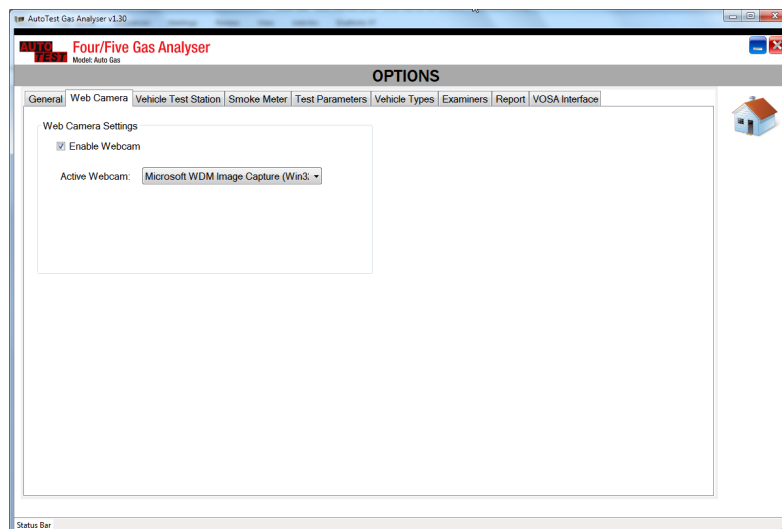 AutoTest Gas Analyser v1.30
AUTO TEST
Four/Five Gas Analyser
Model: Auto Gas
OPTIONS
General Web Camera Vehicle Test Station Smoke Meter Test Parameters Vehicle Types Examiners Report VOSA Interface
Web Camera Settings
Enable Webcam
Active Webcam: Microsoft WDM Image Capture (Win3:
Status Bar